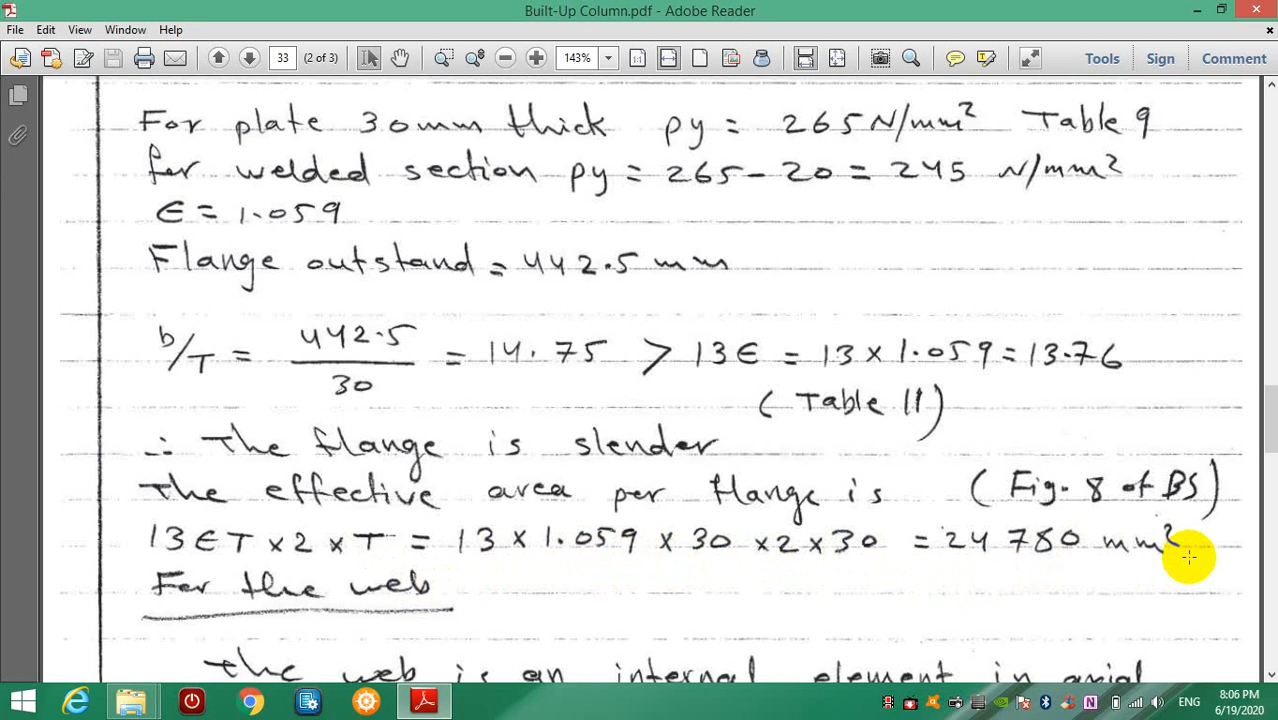 Built-Up Column.pdf - Adobe Reader
File Edit View Window Help
33 (2 of 3) 143% Tools Sign Comment
For plate 30mm thick py = 265 N/mm² Table 9
for welded section py = 265 - 20 = 245 N/mm²
ϵ = 1.059
Flange outstand = 442.5 mm
b/T = 442.5/30 = 14.75 > 13ϵ = 13 x 1.059 = 13.76
(Table 11)
∴ The flange is slender
The effective area per flange is (Fig. 8 of BS)
13ϵT x 2 x T = 13 x 1.059 x 30 x 2 x 30 = 24 780 mm²
For the web
the web is an internal element in axial
ENG 8:06 PM
6/19/2020